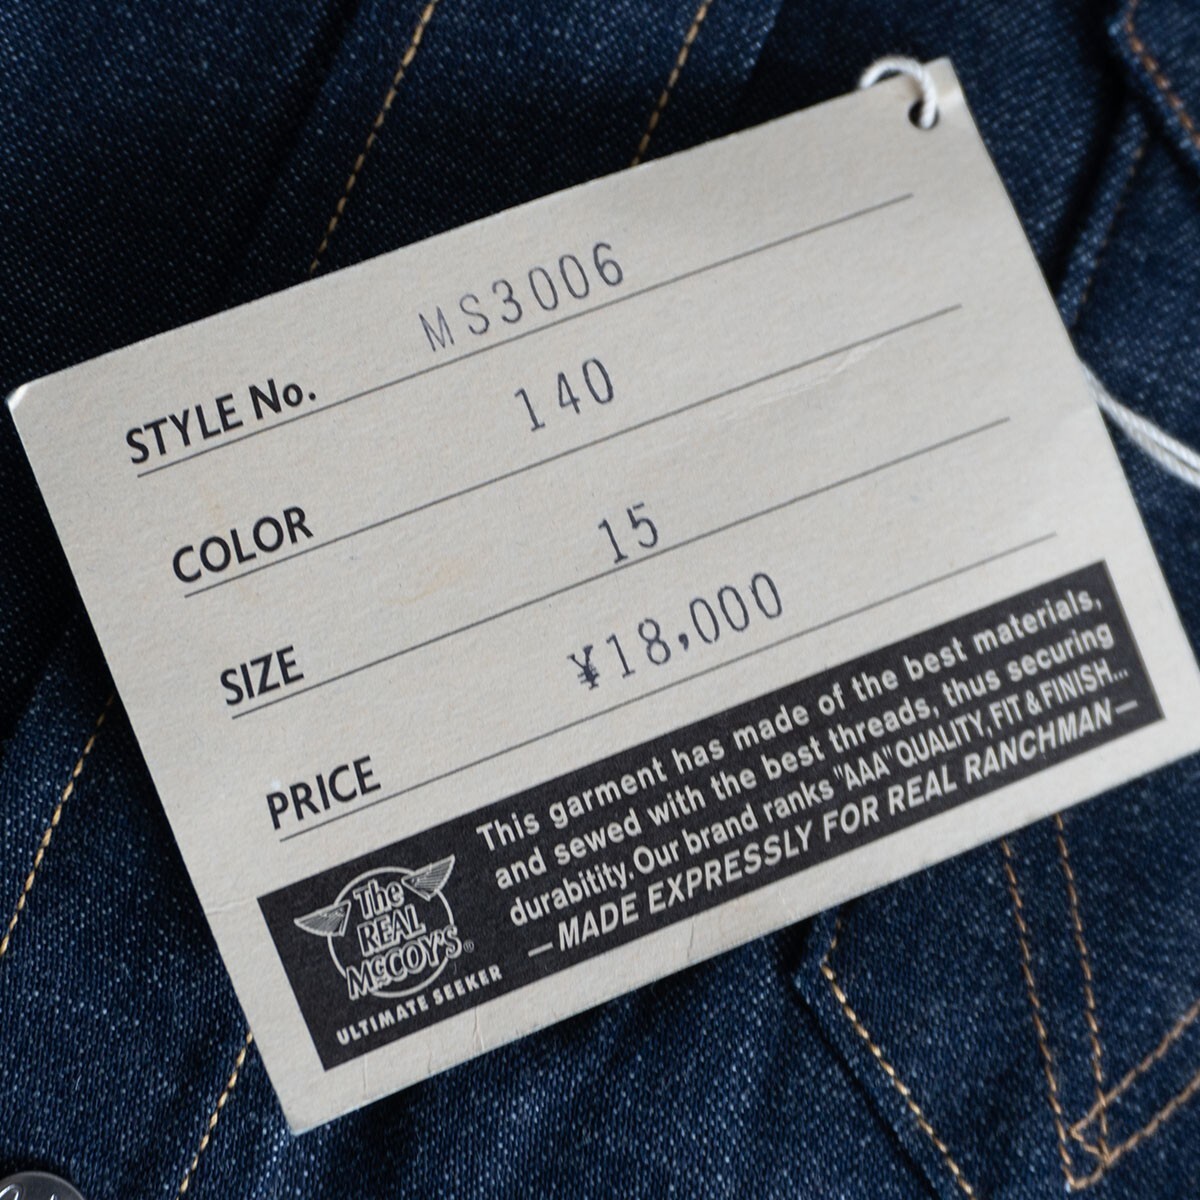 STYLE No. MS3006
COLOR 140
SIZE 15
PRICE ¥18,000
The
REAL
McCOY'S®
ULTIMATE SEEKER
This garment has made of the best materials,
and sewed with the best threads, thus securing
durabitity. Our brand ranks "AAA" QUALITY, FIT & FINISH...
—MADE EXPRESSLY FOR REAL RANCHMAN—